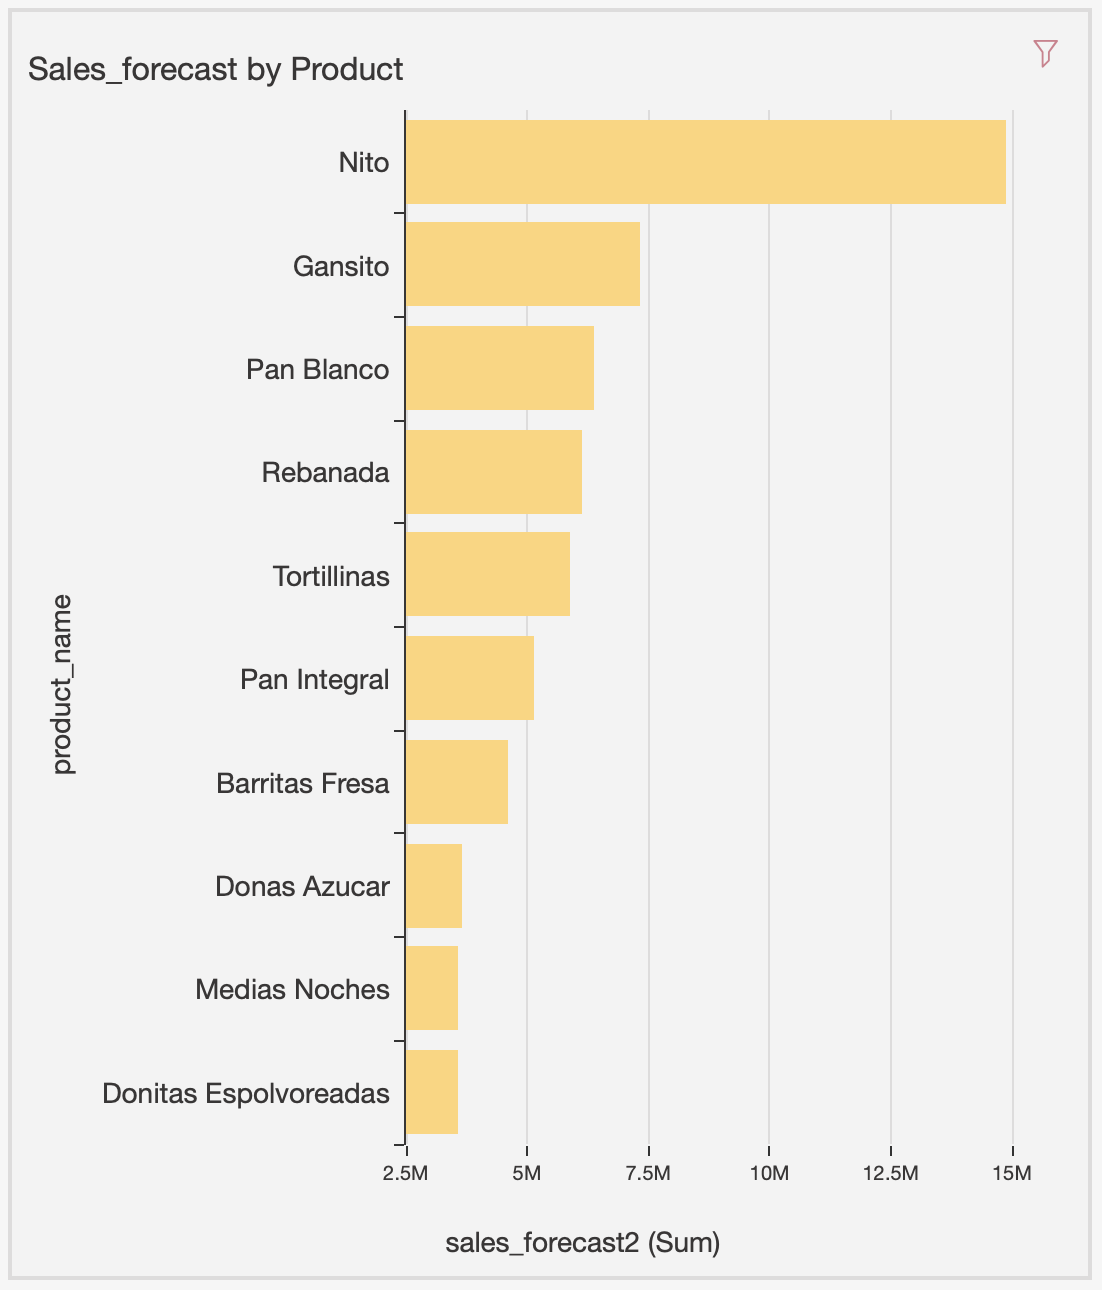 Sales_forecast by Product
Nito
Gansito
Pan Blanco
Rebanada
Tortillinas
Pan Integral
Barritas Fresa
Donas Azucar
Medias Noches
Donitas Espolvoreadas
product_name
2.5M 5M 7.5M 10M 12.5M 15M
sales_forecast2 (Sum)